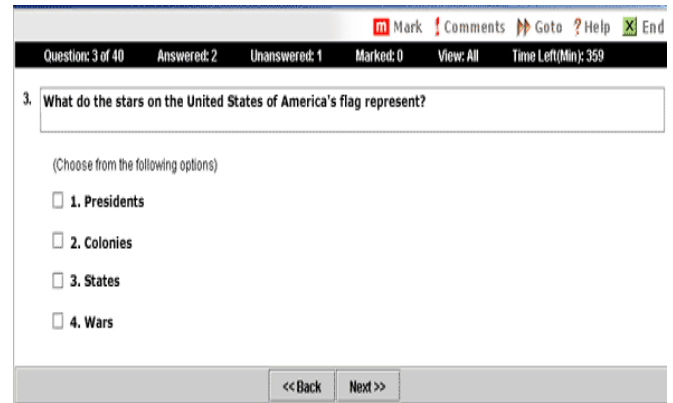 m Mark ! Comments Goto ? Help X End
Question: 3 of 40 Answered: 2 Unanswered: 1 Marked: 0 View: All Time Left(Min): 359
3. What do the stars on the United States of America's flag represent?
(Choose from the following options)
1. Presidents
2. Colonies
3. States
4. Wars
<<Back Next>>